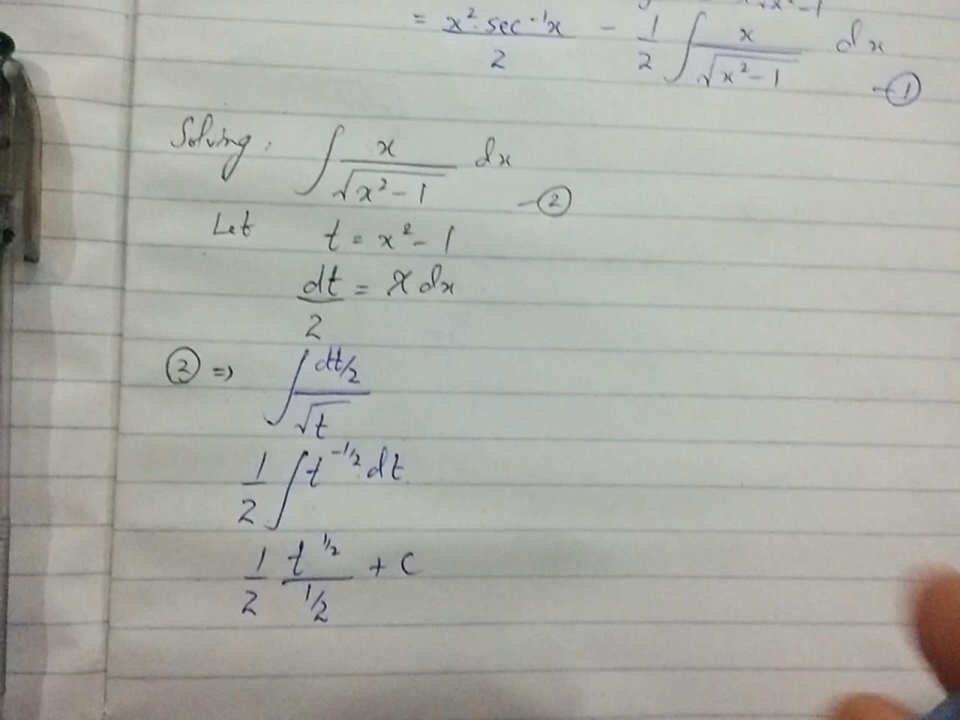 = x² · sec⁻¹x / 2 - 1/2 ∫ x / √x²-1 dx -①
Solving: ∫ x / √x²-1 dx -②
Let t = x² - 1
dt/2 = x dx
② => ∫ dt/2 / √t
1/2 ∫ t^-1/2 dt
1/2 t^1/2 / 1/2 + C